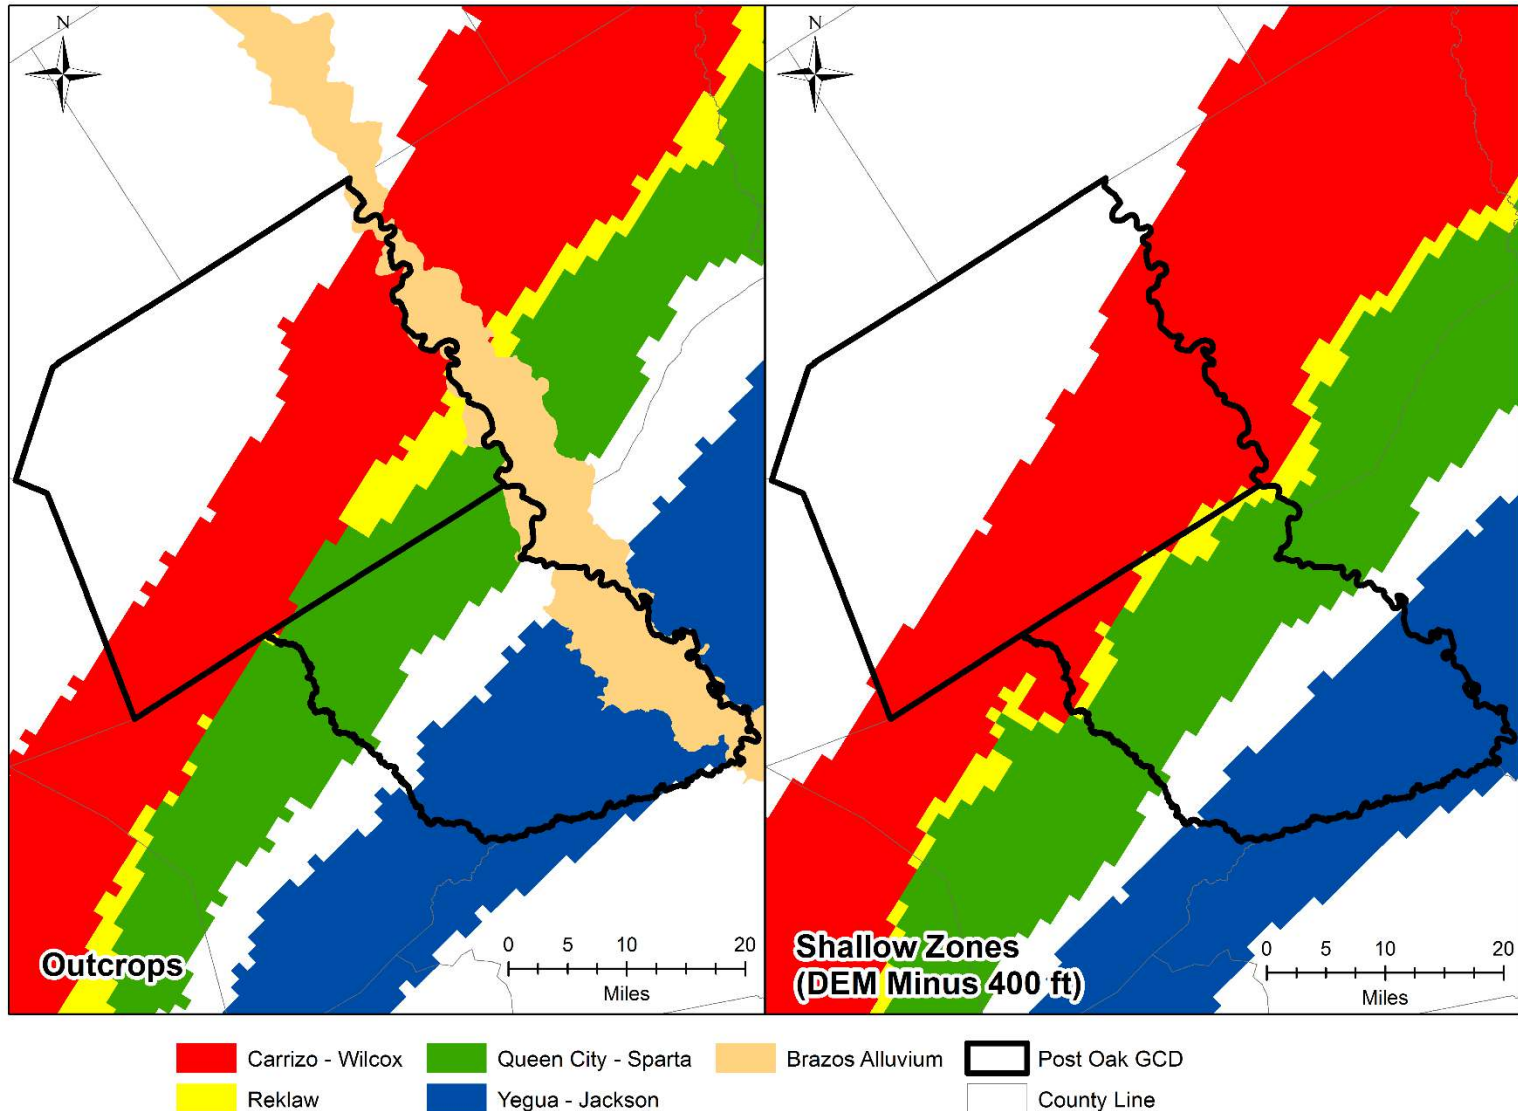 N
N
Outcrops
0 5 10 20
Miles
Shallow Zones
(DEM Minus 400 ft)
0 5 10 20
Miles
Carrizo - Wilcox
Queen City - Sparta
Brazos Alluvium
Post Oak GCD
Reklaw
Yegua - Jackson
County Line